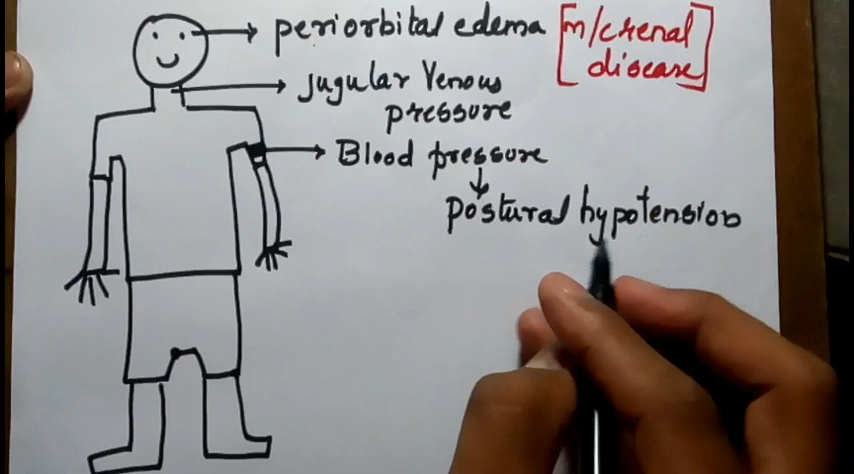 periorbital edema [m/c renal
disease]
Jugular Venous
pressure
Blood pressure
↓
postural hypotension